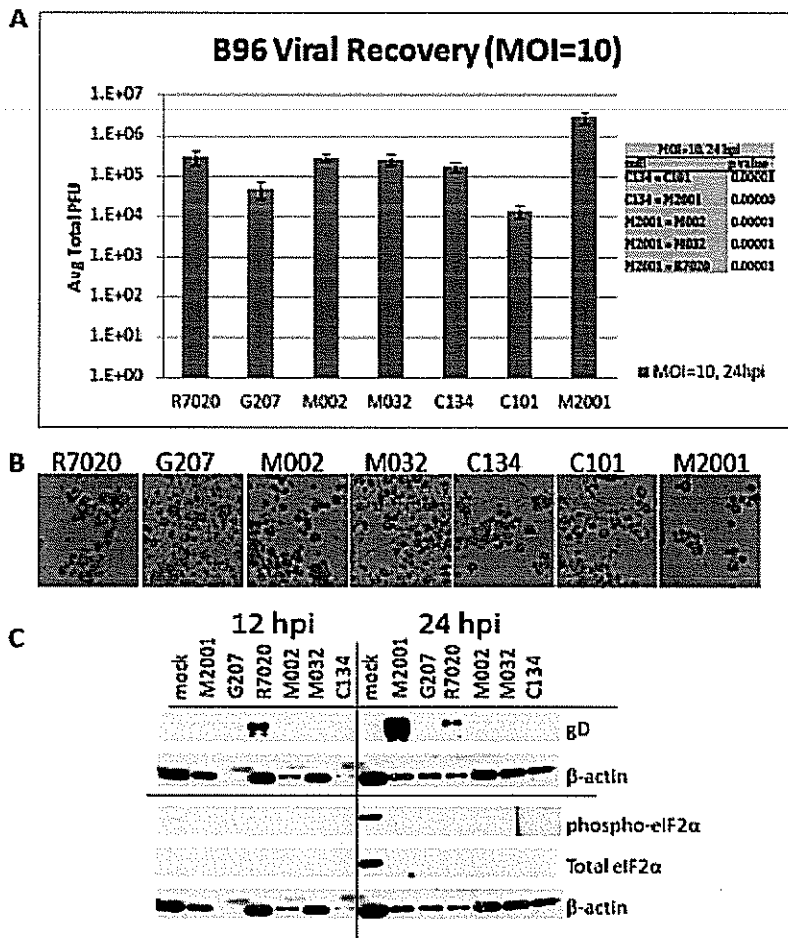 A
B96 Viral Recovery (MOI=10)
Avg Total PFU
1.E+07
1.E+06
1.E+05
1.E+04
1.E+03
1.E+02
1.E+01
1.E+00
R7020 G207 M002 M032 C134 C101 M2001
MOI=10, 24hpi
null p value
C134 = C101 0.00001
C134 = M2001 0.00000
M2001 = M002 0.00001
M2001 = M032 0.00001
M2001 = R7020 0.00001
MOI=10, 24hpi
B
R7020 G207 M002 M032 C134 C101 M2001
C
12 hpi 24 hpi
mock M2001 G207 R7020 M002 M032 C134 mock M2001 G207 R7020 M002 M032 C134
gD
β-actin
phospho-eIF2α
Total eIF2α
β-actin